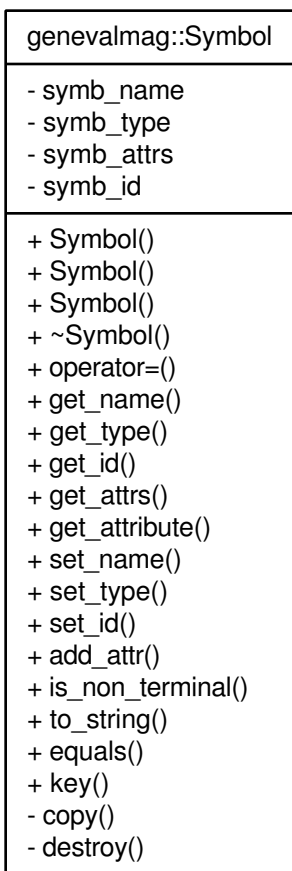 genevalmag::Symbol
- symb_name
- symb_type
- symb_attrs
- symb_id
+ Symbol()
+ Symbol()
+ Symbol()
+ ~Symbol()
+ operator=()
+ get_name()
+ get_type()
+ get_id()
+ get_attrs()
+ get_attribute()
+ set_name()
+ set_type()
+ set_id()
+ add_attr()
+ is_non_terminal()
+ to_string()
+ equals()
+ key()
- copy()
- destroy()